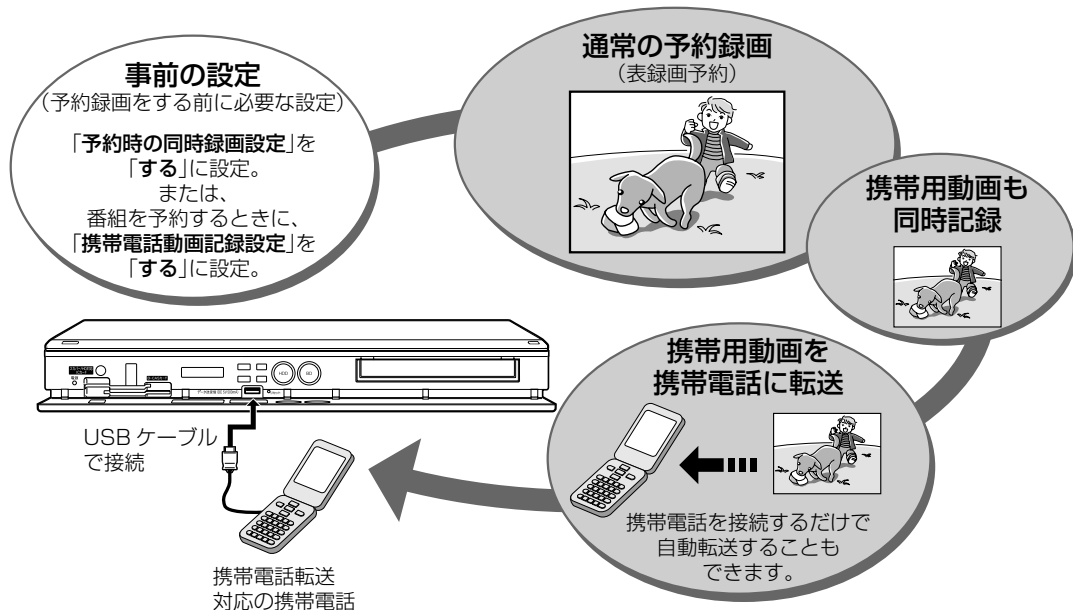 事前の設定
(予約録画をする前に必要な設定)
「予約時の同時録画設定」を
「する」に設定。
または、
番組を予約するときに、
「携帯電話動画記録設定」を
「する」に設定。
通常の予約録画
(表録画予約)
携帯用動画も
同時記録
携帯用動画を
携帯電話に転送
携帯電話を接続するだけで
自動転送することも
できます。
HDD
BD
USB ケーブル
で接続
携帯電話転送
対応の携帯電話